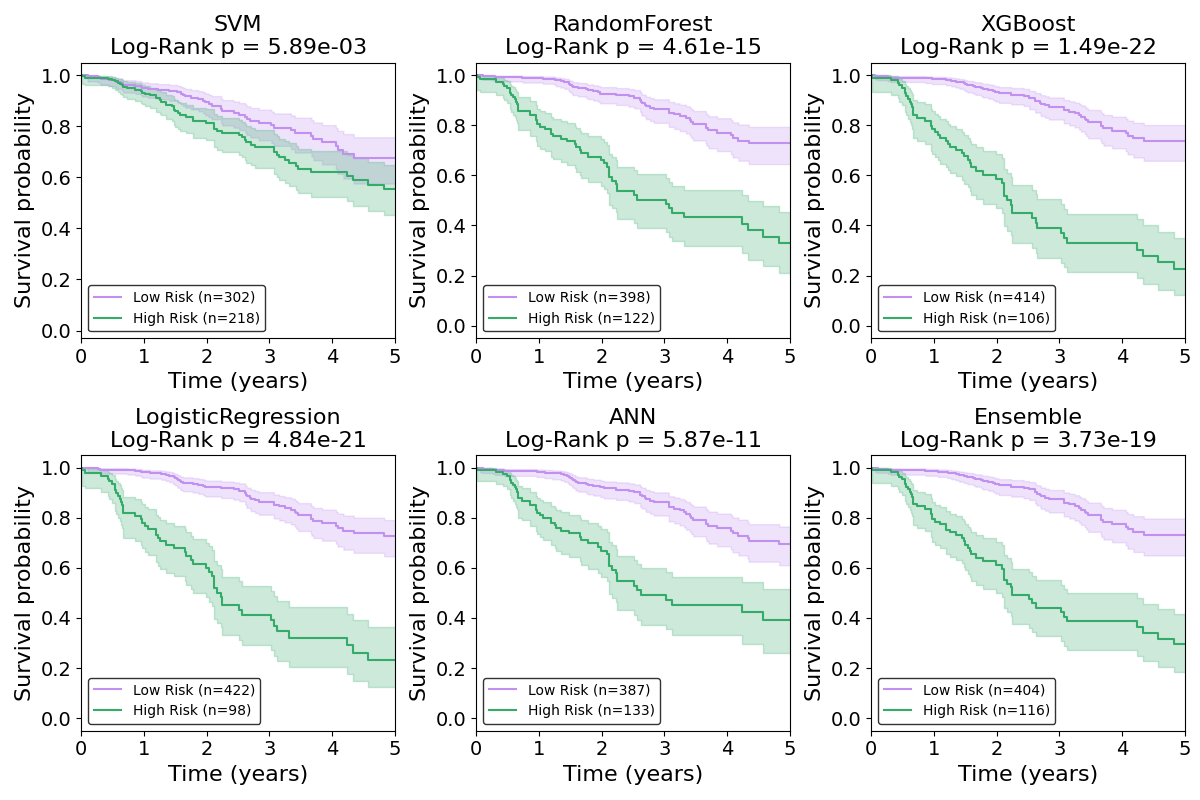 SVM
Log-Rank p = 5.89e-03
Survival probability
1.0
0.8
0.6
0.4
0.2
0.0
Low Risk (n=302)
High Risk (n=218)
0 1 2 3 4 5
Time (years)
RandomForest
Log-Rank p = 4.61e-15
Survival probability
1.0
0.8
0.6
0.4
0.2
0.0
Low Risk (n=398)
High Risk (n=122)
0 1 2 3 4 5
Time (years)
XGBoost
Log-Rank p = 1.49e-22
Survival probability
1.0
0.8
0.6
0.4
0.2
0.0
Low Risk (n=414)
High Risk (n=106)
0 1 2 3 4 5
Time (years)
LogisticRegression
Log-Rank p = 4.84e-21
Survival probability
1.0
0.8
0.6
0.4
0.2
0.0
Low Risk (n=422)
High Risk (n=98)
0 1 2 3 4 5
Time (years)
ANN
Log-Rank p = 5.87e-11
Survival probability
1.0
0.8
0.6
0.4
0.2
0.0
Low Risk (n=387)
High Risk (n=133)
0 1 2 3 4 5
Time (years)
Ensemble
Log-Rank p = 3.73e-19
Survival probability
1.0
0.8
0.6
0.4
0.2
0.0
Low Risk (n=404)
High Risk (n=116)
0 1 2 3 4 5
Time (years)